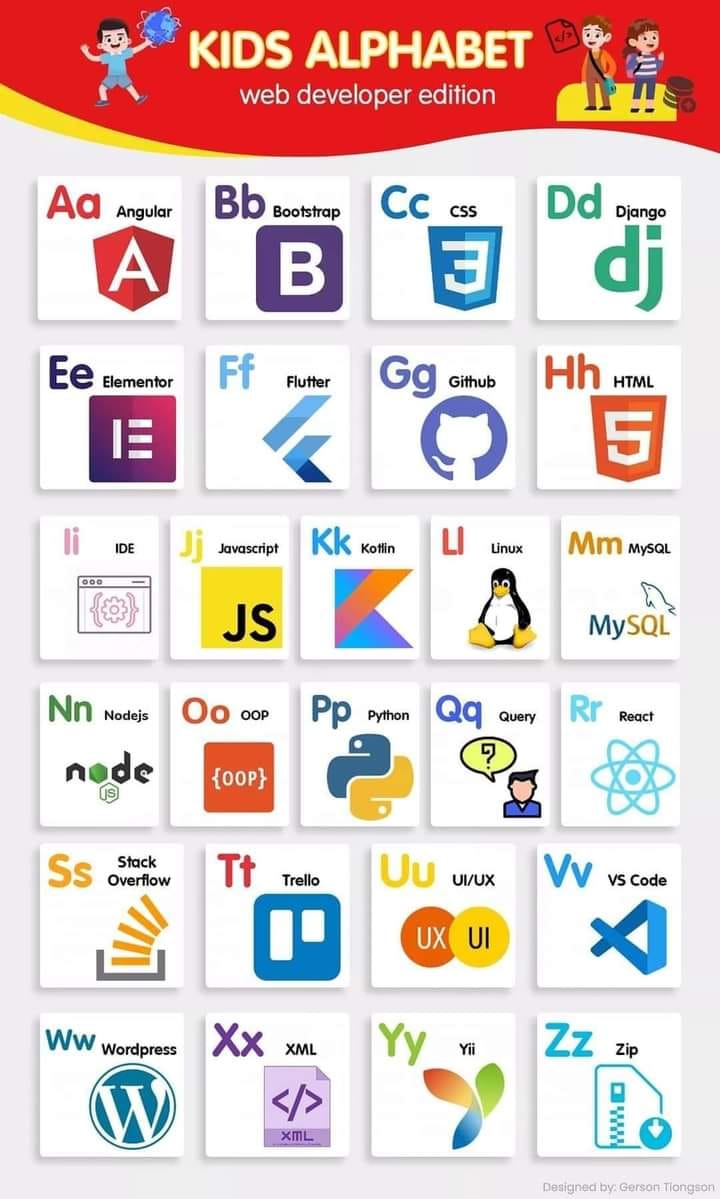 KIDS ALPHABET
web developer edition
</>
Aa Angular
A
Bb Bootstrap
B
Cc CSS
3
Dd Django
dj
Ee Elementor
Ff Flutter
Gg Github
Hh HTML
5
Ii IDE
Jj Javascript
JS
Kk Kotlin
Ll Linux
Mm MySQL
MySQL
Nn Nodejs
node
JS
Oo OOP
{OOP}
Pp Python
Qq Query
?
Rr React
Ss Stack
Overflow
Tt Trello
Uu UI/UX
UX UI
Vv VS Code
Ww Wordpress
W
Xx XML
</>
XML
Yy Yii
Zz Zip
Designed by: Gerson Tiongson